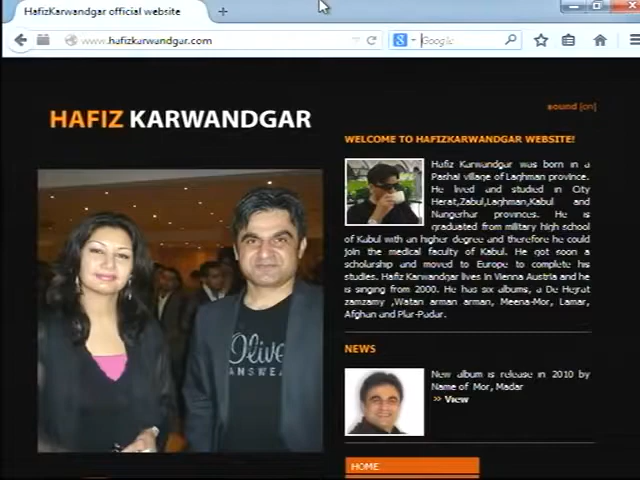 HafizKarwandgar official website
www.hafizkarwandgar.com
Google
HAFIZ KARWANDGAR
sound [on]
WELCOME TO HAFIZKARWANDGAR WEBSITE!
Hafiz Karwandgar was born in a
Pashai village of Laghman province.
He lived and studied in City
Herat,Zabul,Laghman,Kabul and
Nangarhar provinces. He is
graduated from military high school
of Kabul with an higher degree and therefore he could
join the medical faculty of Kabul. He got soon a
scholarship and moved to Europe to complete his
studies. Hafiz Karwandgar lives in Vienna Austria and he
is singing from 2000. He has six albums, a De Hejrat
zamzamy ,Watan arman arman, Meena-Mor, Lamar,
Afghan and Plar-Padar.
Olive
ANSWEA
NEWS
New album is release in 2010 by
Name of Mor, Madar
» View
HOME